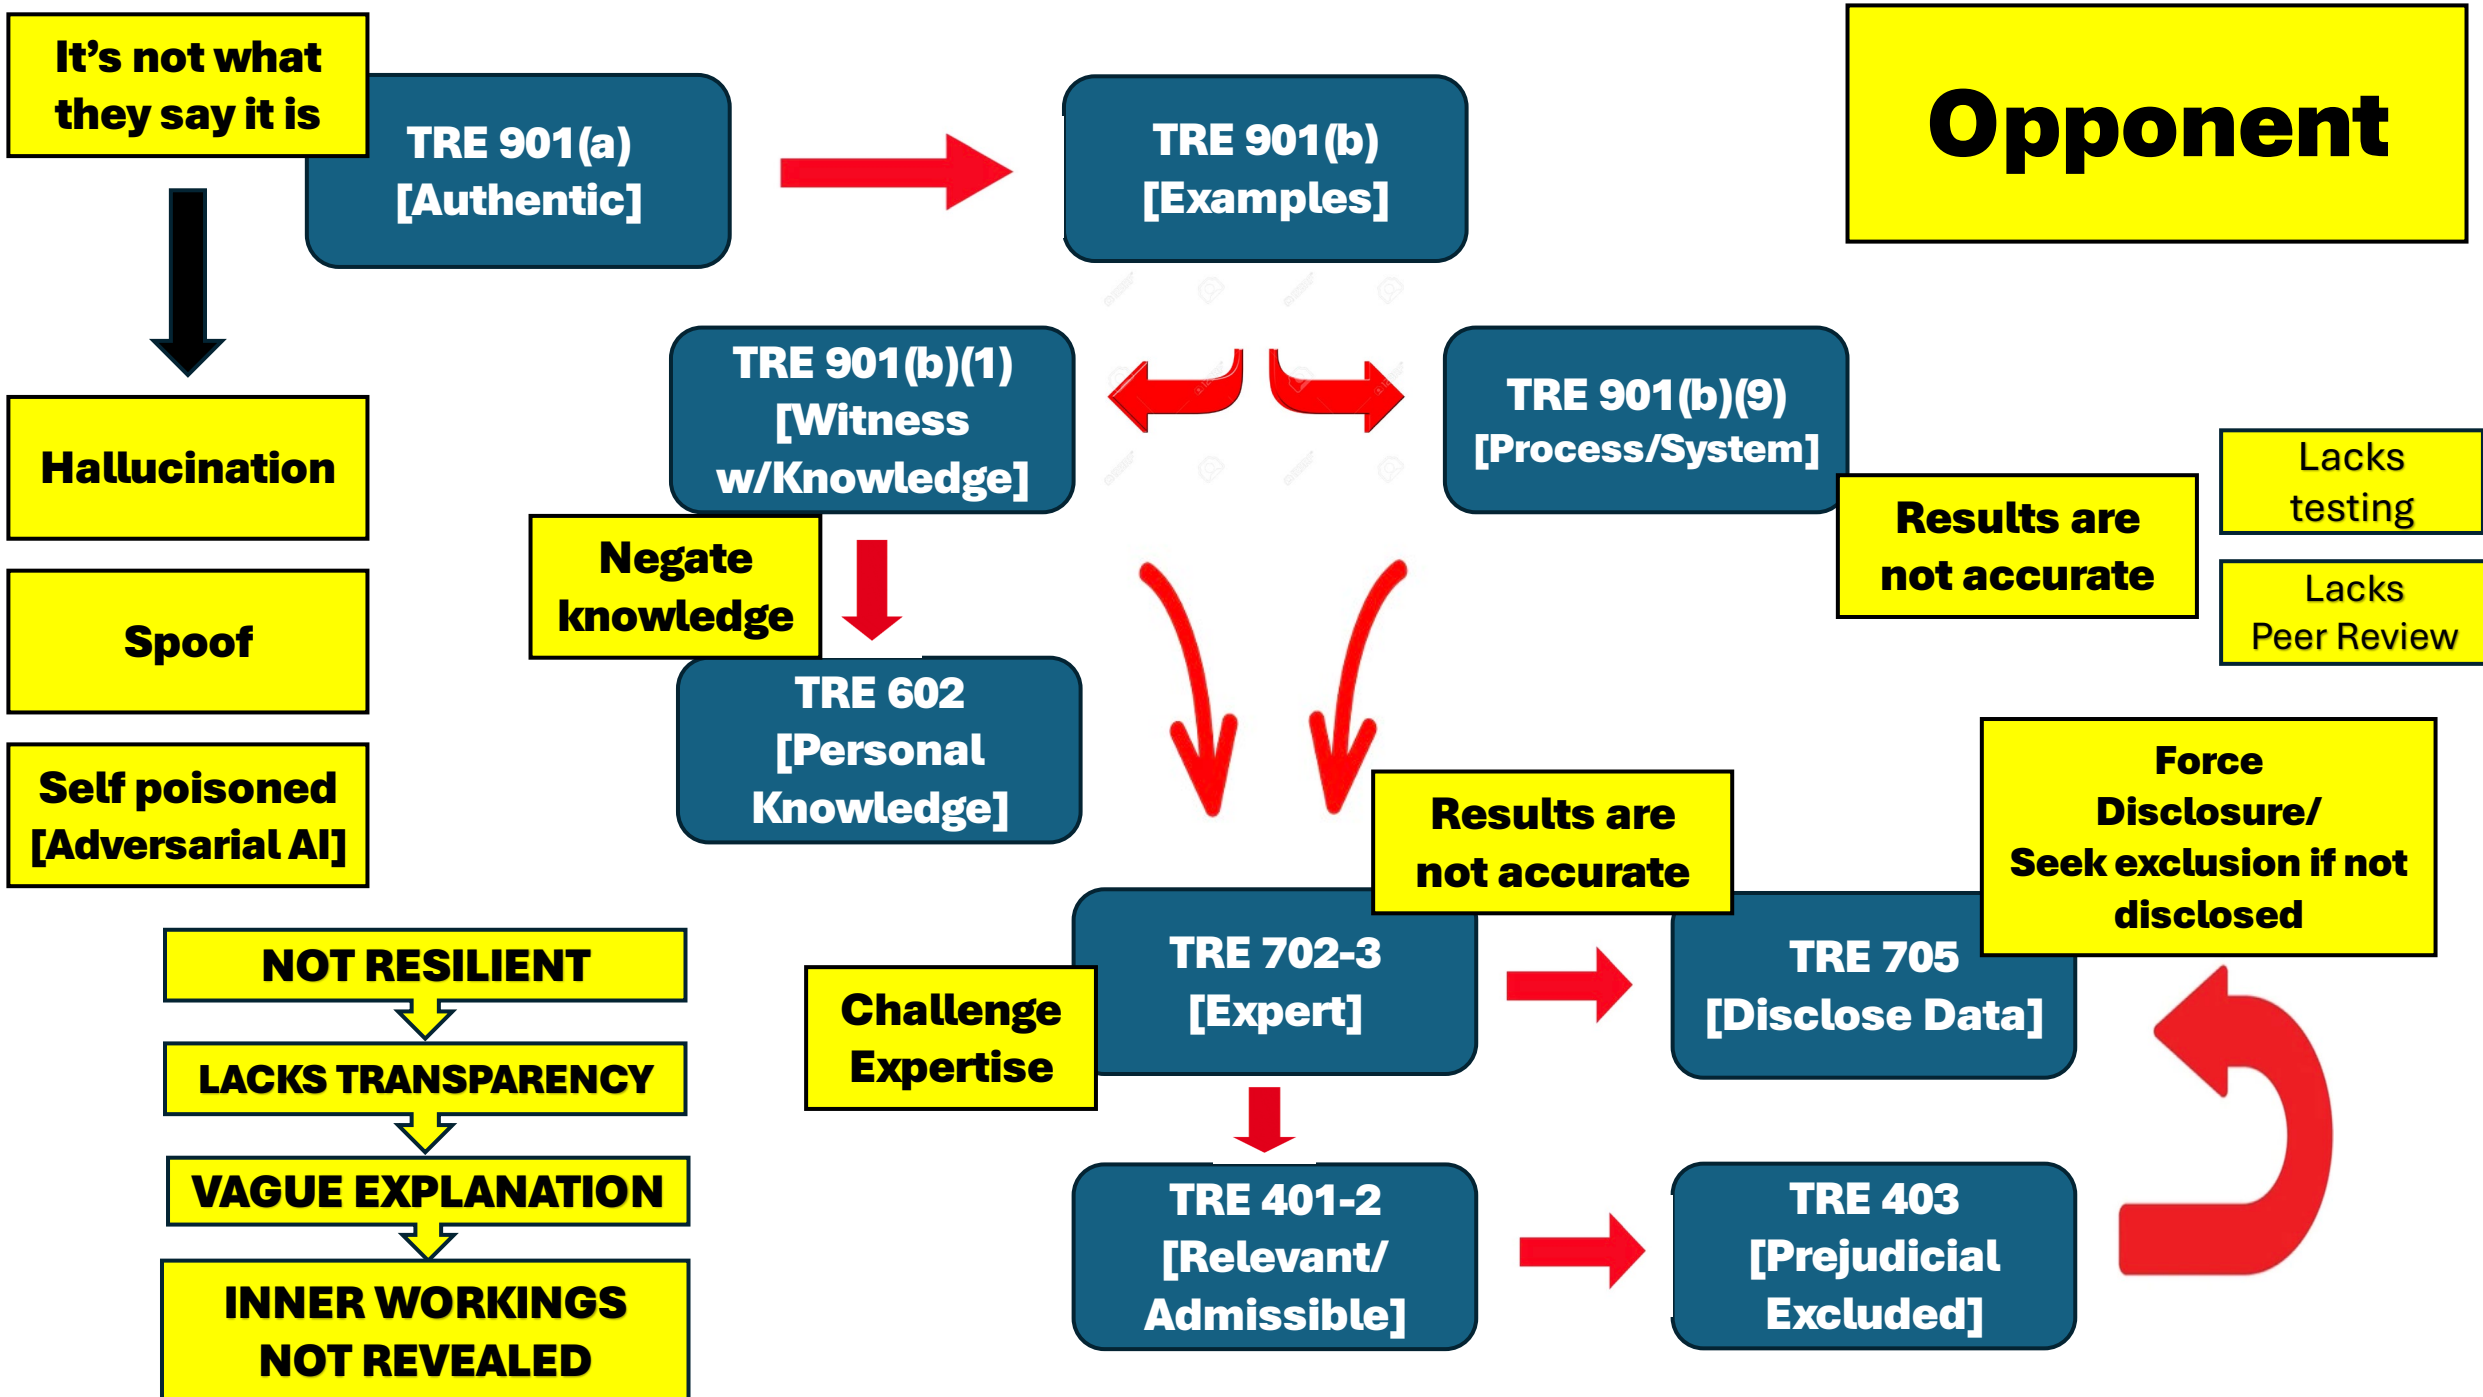 It's not what
they say it is
TRE 901(a)
[Authentic]
TRE 901(b)
[Examples]
Opponent
TRE 901(b)(1)
[Witness
w/Knowledge]
TRE 901(b)(9)
[Process/System]
Lacks
testing
Results are
not accurate
Lacks
Peer Review
Hallucination
Negate
knowledge
Spoof
TRE 602
[Personal
Knowledge]
Self poisoned
[Adversarial AI]
Results are
not accurate
Force
Disclosure/
Seek exclusion if not
disclosed
TRE 702-3
[Expert]
TRE 705
[Disclose Data]
Challenge
Expertise
NOT RESILIENT
LACKS TRANSPARENCY
VAGUE EXPLANATION
INNER WORKINGS
NOT REVEALED
TRE 401-2
[Relevant/
Admissible]
TRE 403
[Prejudicial
Excluded]